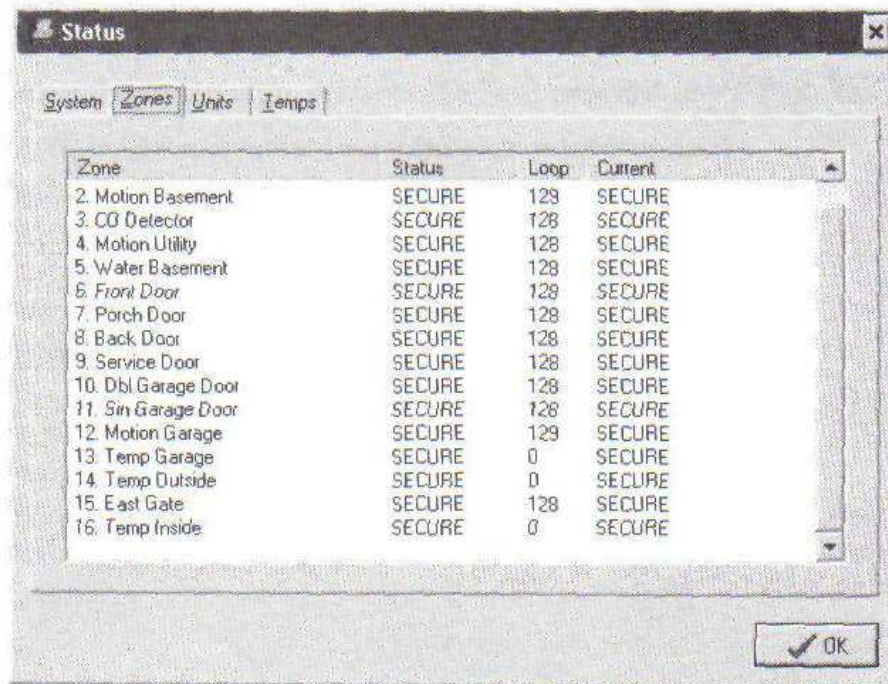 Status
System Zones Units Temps
Zone Status Loop Current
2. Motion Basement SECURE 129 SECURE
3. CO Detector SECURE 128 SECURE
4. Motion Utility SECURE 128 SECURE
5. Water Basement SECURE 128 SECURE
6. Front Door SECURE 128 SECURE
7. Porch Door SECURE 128 SECURE
8. Back Door SECURE 128 SECURE
9. Service Door SECURE 128 SECURE
10. Dbl Garage Door SECURE 128 SECURE
11. Sin Garage Door SECURE 128 SECURE
12. Motion Garage SECURE 129 SECURE
13. Temp Garage SECURE 0 SECURE
14. Temp Outside SECURE 0 SECURE
15. East Gate SECURE 128 SECURE
16. Temp Inside SECURE 0 SECURE
OK